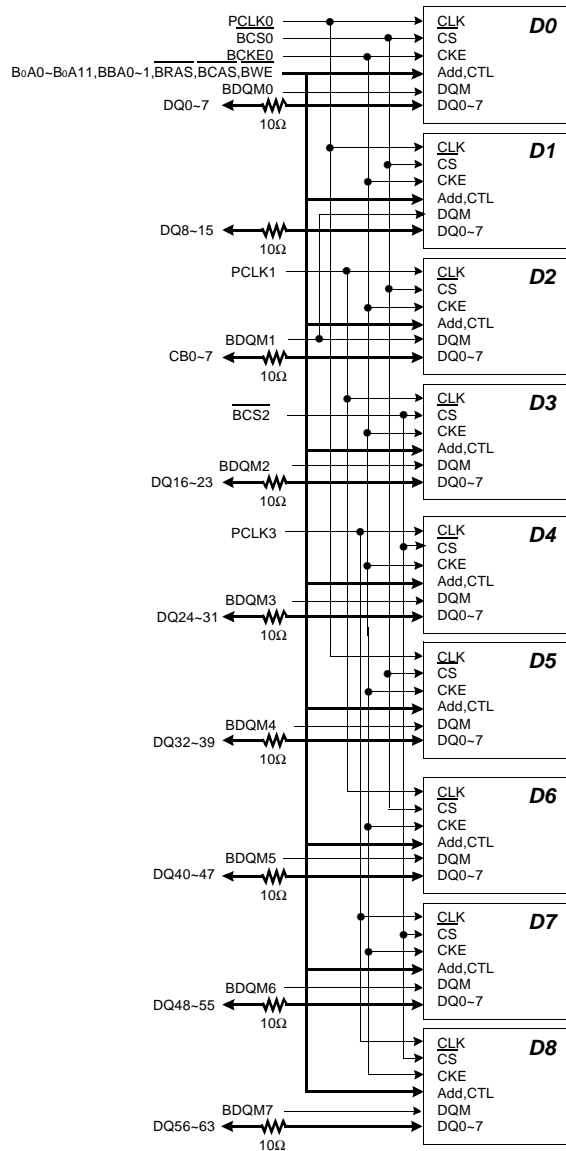 PCLK0 CLK D0
BCS0 CS
BCKE0 CKE
B0A0~B0A11,BBA0~1,BRAS,BCAS,BWE Add,CTL
BDQM0 DQM
DQ0~7 DQ0~7
10Ω
CLK D1
CS
CKE
Add,CTL
DQM
DQ8~15 DQ0~7
10Ω
PCLK1 CLK D2
CS
CKE
Add,CTL
BDQM1 DQM
CB0~7 DQ0~7
10Ω
CLK D3
BCS2 CS
CKE
Add,CTL
BDQM2 DQM
DQ16~23 DQ0~7
10Ω
PCLK3 CLK D4
CS
CKE
Add,CTL
BDQM3 DQM
DQ24~31 DQ0~7
10Ω
CLK D5
CS
CKE
Add,CTL
BDQM4 DQM
DQ32~39 DQ0~7
10Ω
CLK D6
CS
CKE
Add,CTL
BDQM5 DQM
DQ40~47 DQ0~7
10Ω
CLK D7
CS
CKE
Add,CTL
BDQM6 DQM
DQ48~55 DQ0~7
10Ω
CLK D8
CS
CKE
Add,CTL
BDQM7 DQM
DQ56~63 DQ0~7
10Ω